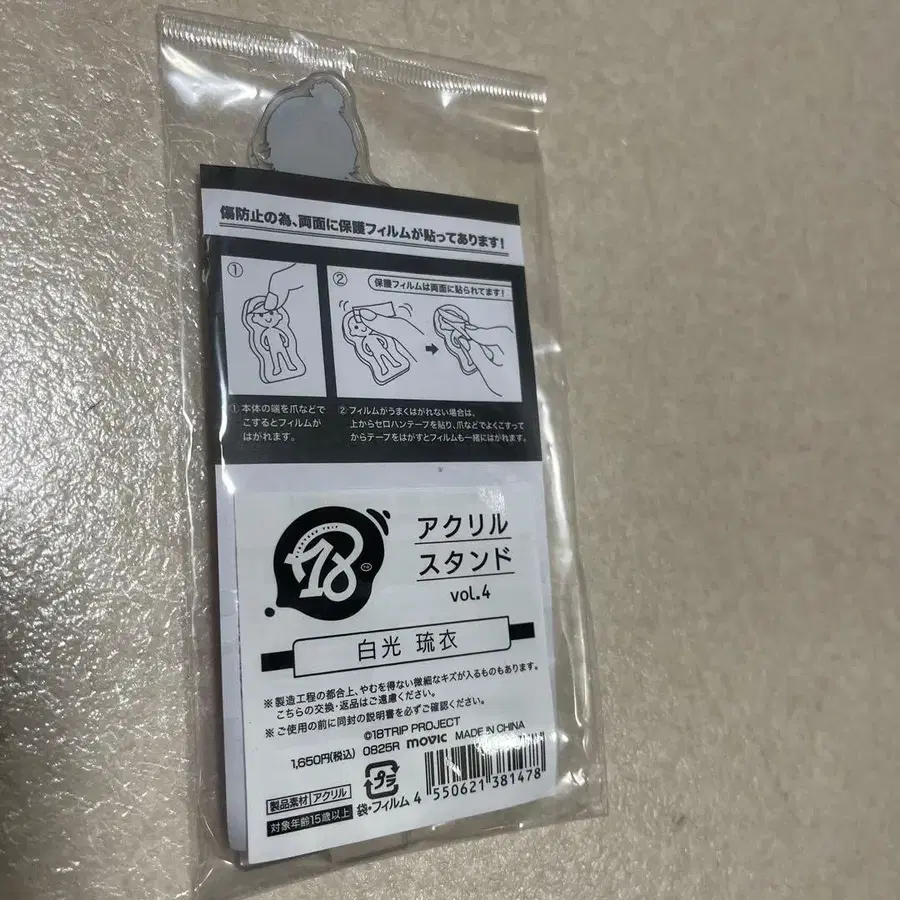 傷防止の為、両面に保護フィルムが貼ってあります!
①
②
保護フィルムは両面に貼られてます!
① 本体の端を爪などで
こするとフィルムが
はがれます。
② フィルムがうまくはがれない場合は、
上からセロハンテープを貼り、爪などでよくこすって
からテープをはがすとフィルムも一緒にはがれます。
EIGHTEEN TRIP
18
アクリル
スタンド
vol.4
白光 琉衣
※製造工程の都合上、やむを得ない微細なキズが入るものもあります。
こちらの交換・返品はご遠慮ください。
※ご使用の前に同封の説明書を必ずご確認ください。
©18TRIP PROJECT
1,650円(税込) 0825R movic MADE IN CHINA
プラ
製品素材 アクリル
対象年齢15歳以上
袋・フィルム
4 550621 381478